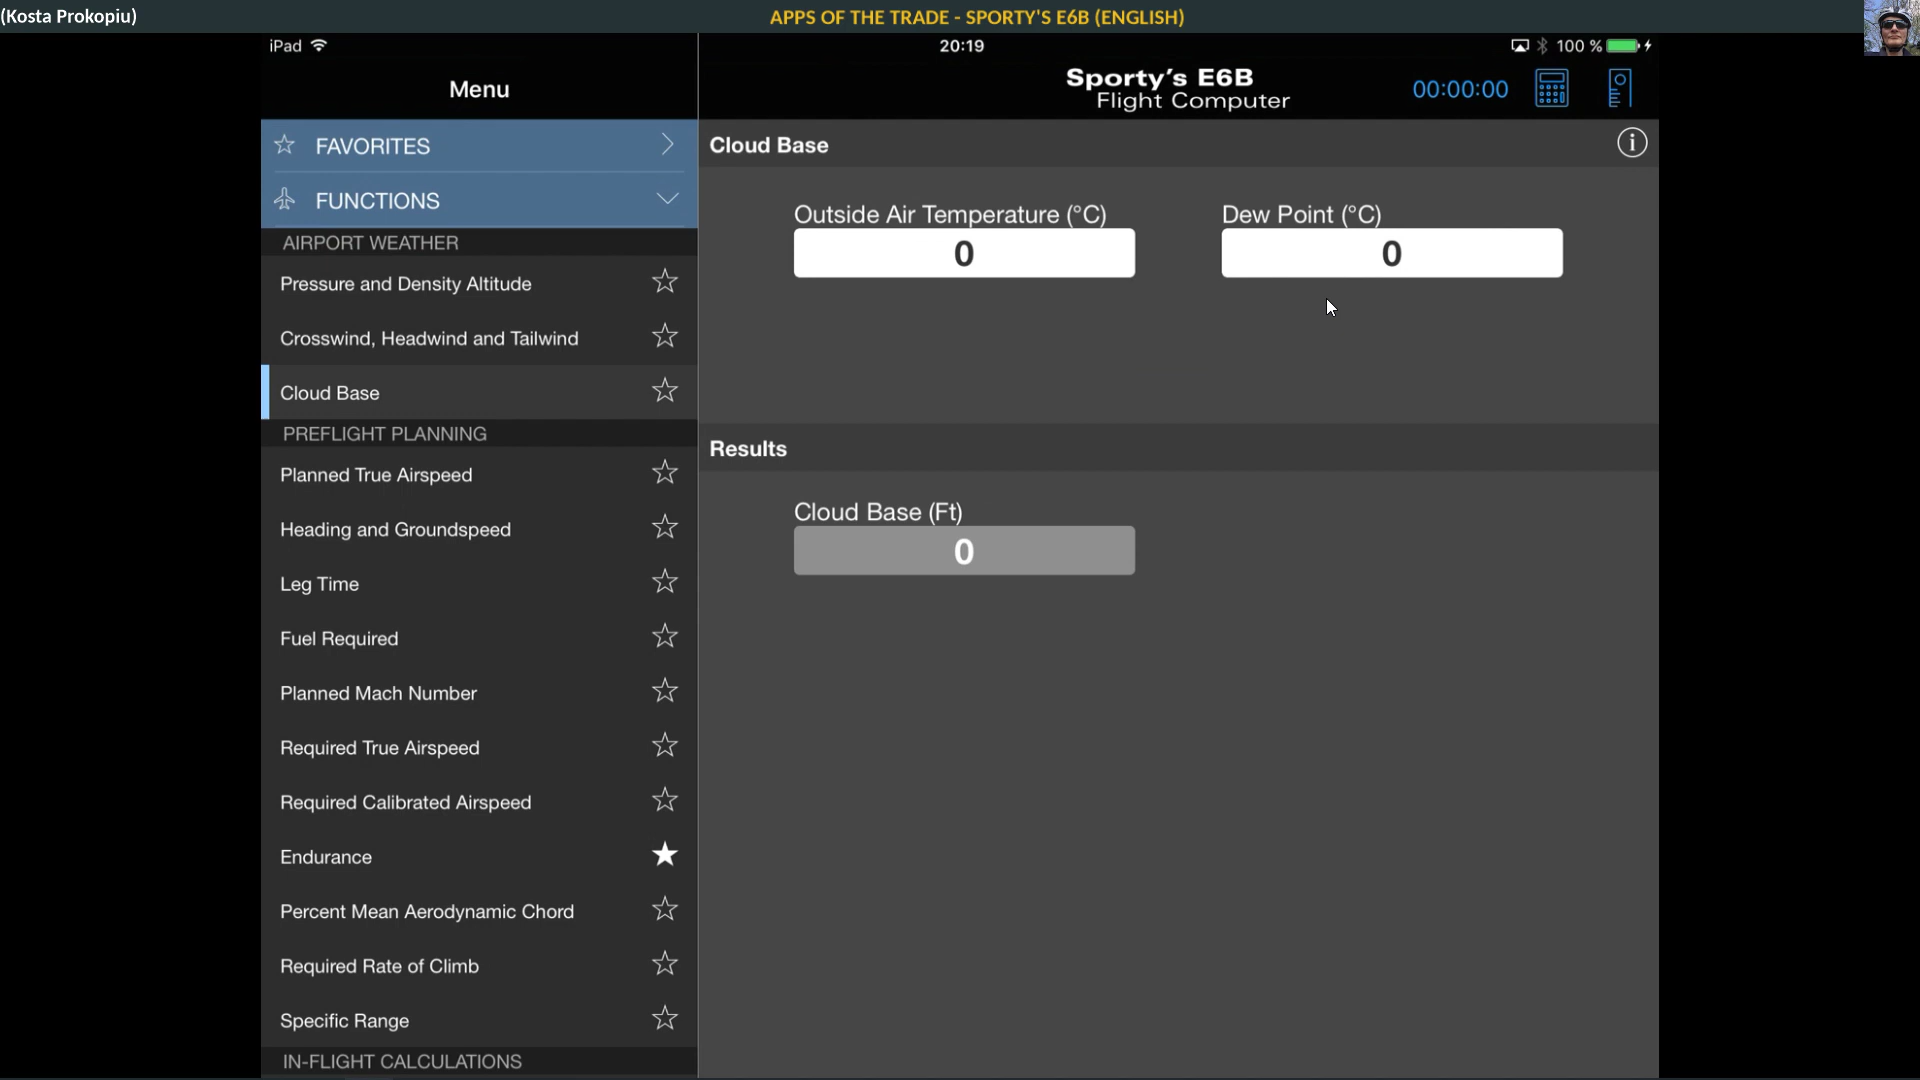 (Kosta Prokopiu)
APPS OF THE TRADE - SPORTY'S E6B (ENGLISH)
iPad
20:19
100 %
Menu
Sporty's E6B
Flight Computer
00:00:00
FAVORITES
FUNCTIONS
AIRPORT WEATHER
Pressure and Density Altitude
Crosswind, Headwind and Tailwind
Cloud Base
PREFLIGHT PLANNING
Planned True Airspeed
Heading and Groundspeed
Leg Time
Fuel Required
Planned Mach Number
Required True Airspeed
Required Calibrated Airspeed
Endurance
Percent Mean Aerodynamic Chord
Required Rate of Climb
Specific Range
IN-FLIGHT CALCULATIONS
Cloud Base
Outside Air Temperature (°C)
0
Dew Point (°C)
0
Results
Cloud Base (Ft)
0